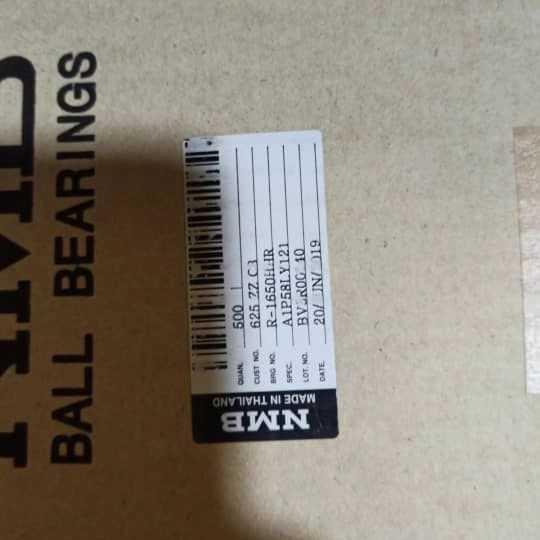 NMB
BALL BEARINGS
QUAN. 500
CUST NO. 625 ZZ
BRG NO.
SPEC. A1P58LY121
LOT. NO.
DATE.
NMB
MADE IN THAILAND